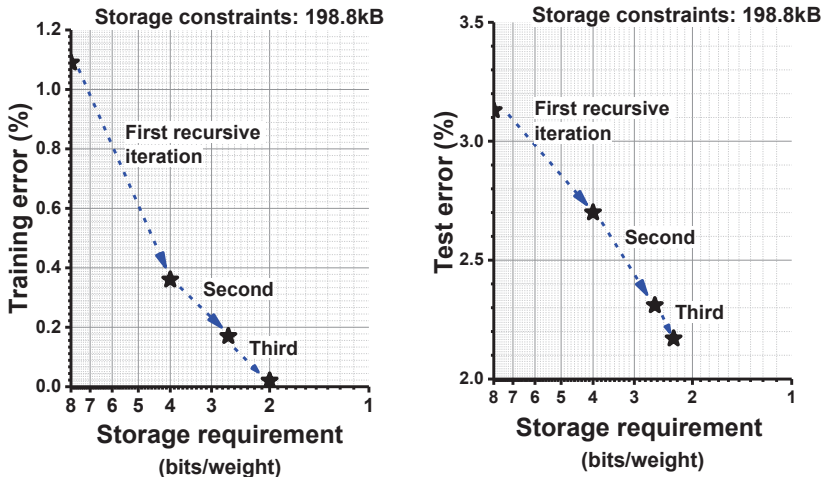 Storage constraints: 198.8kB
1.2
1.0
0.8
0.6
0.4
0.2
0.0
Training error (%)
First recursive
iteration
Second
Third
8 7 6 5 4 3 2 1
Storage requirement
(bits/weight)
Storage constraints: 198.8kB
3.5
3.0
2.5
2.0
Test error (%)
First recursive
iteration
Second
Third
8 7 6 5 4 3 2 1
Storage requirement
(bits/weight)